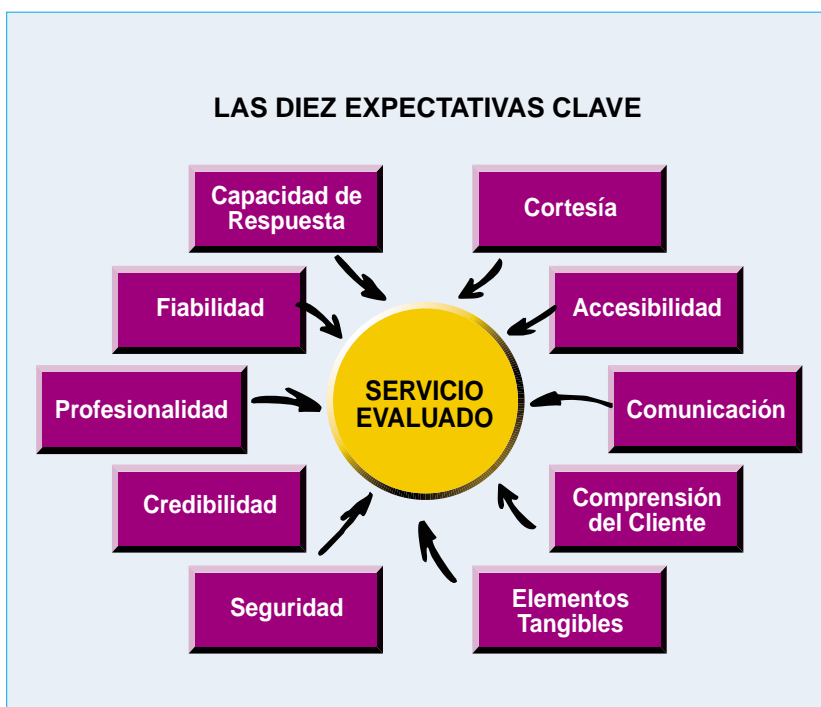 LAS DIEZ EXPECTATIVAS CLAVE
Capacidad de
Respuesta
Cortesía
Fiabilidad
Accesibilidad
Profesionalidad
SERVICIO
EVALUADO
Comunicación
Credibilidad
Comprensión
del Cliente
Seguridad
Elementos
Tangibles